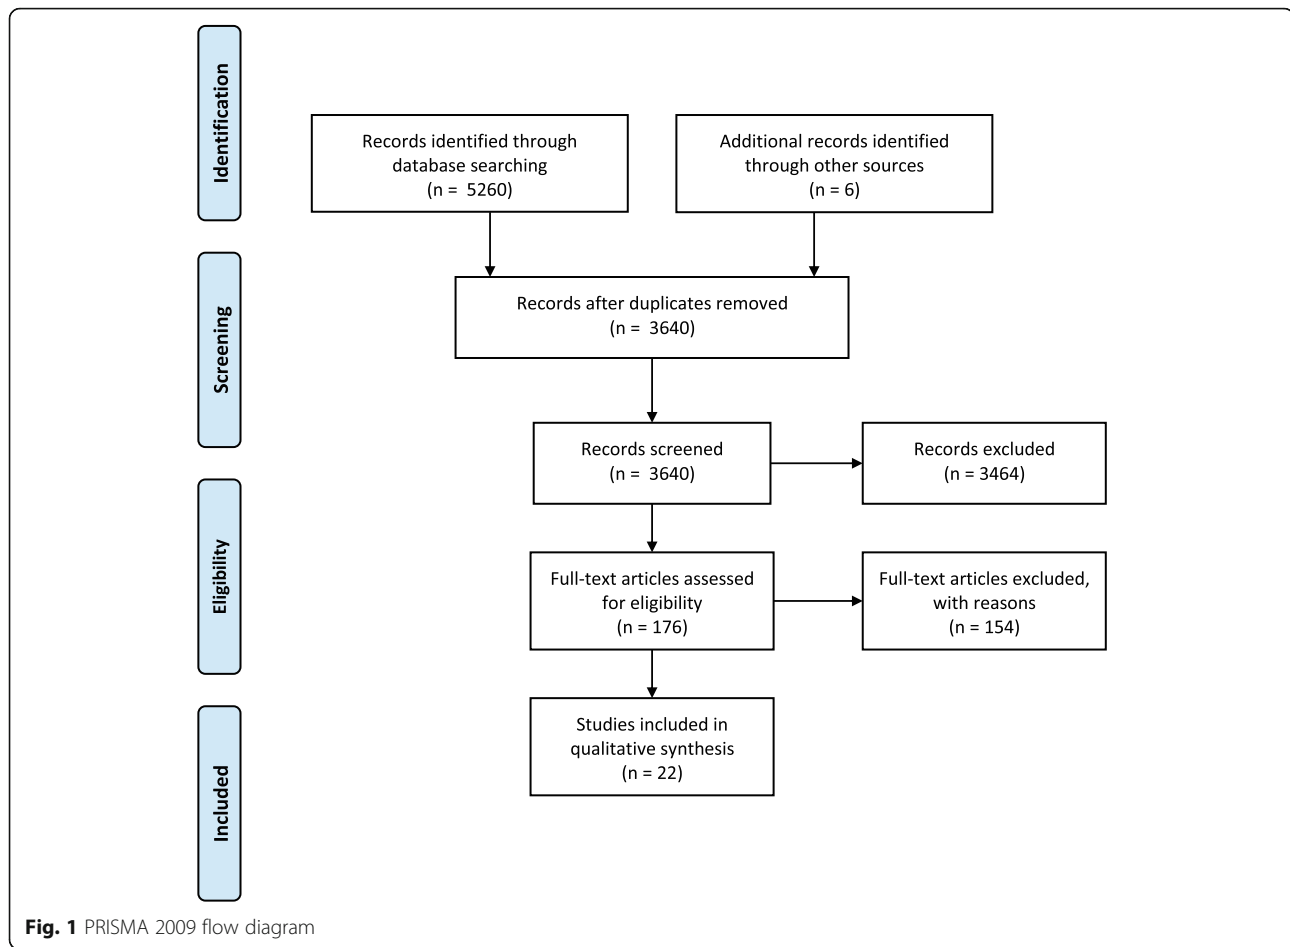 Identification
Records identified through
database searching
(n =  5260)
Additional records identified
through other sources
(n = 6)
Screening
Records after duplicates removed
(n =  3640)
Records screened
(n =  3640)
Records excluded
(n = 3464)
Eligibility
Full-text articles assessed
for eligibility
(n = 176)
Full-text articles excluded,
with reasons
(n = 154)
Included
Studies included in
qualitative synthesis
(n = 22)
Fig. 1 PRISMA 2009 flow diagram